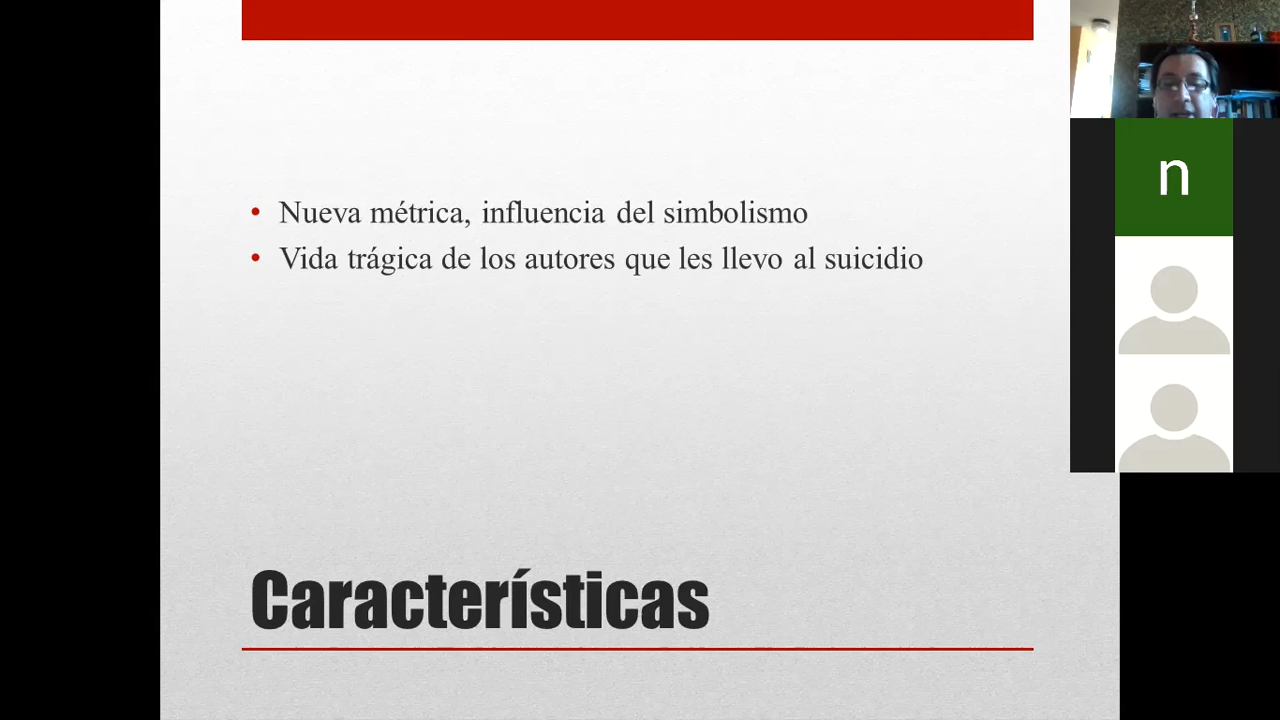 Nueva métrica, influencia del simbolismo
Vida trágica de los autores que les llevo al suicidio
Características
n